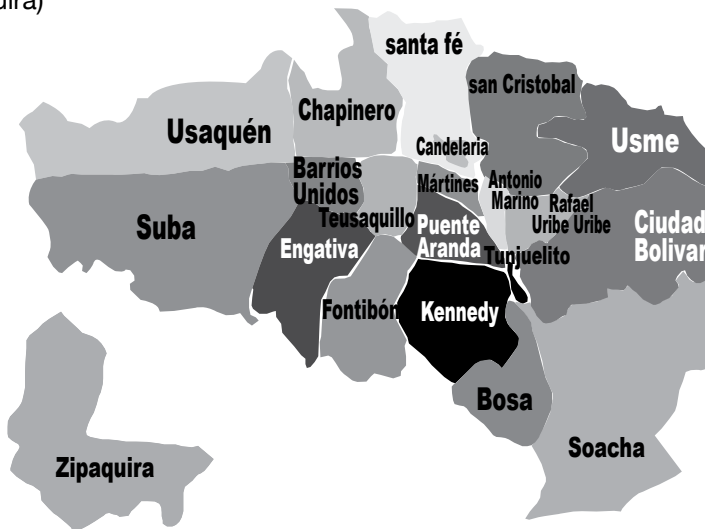 uira)
santa fé
san Cristobal
Chapinero
Usaquén
Usme
Candelaria
Barrios
Unidos
Mártines
Antonio
Marino
Rafael
Uribe Uribe
Suba
Teusaquillo
Puente
Aranda
Ciudad
Bolivar
Engativa
Tunjuelito
Fontibón
Kennedy
Bosa
Soacha
Zipaquira